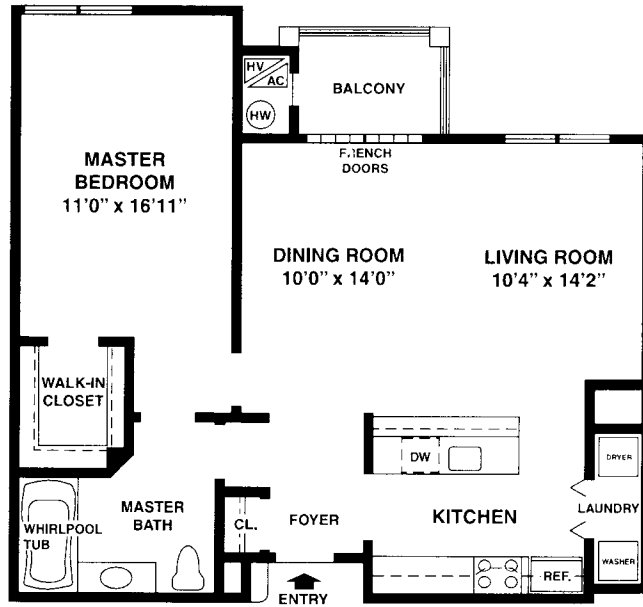 HV
AC
HW
BALCONY
FRENCH
DOORS
MASTER
BEDROOM
11'0" x 16'11"
DINING ROOM
10'0" x 14'0"
LIVING ROOM
10'4" x 14'2"
WALK-IN
CLOSET
DW
DRYER
WHIRLPOOL
TUB
MASTER
BATH
CL.
FOYER
KITCHEN
LAUNDRY
WASHER
REF.
ENTRY